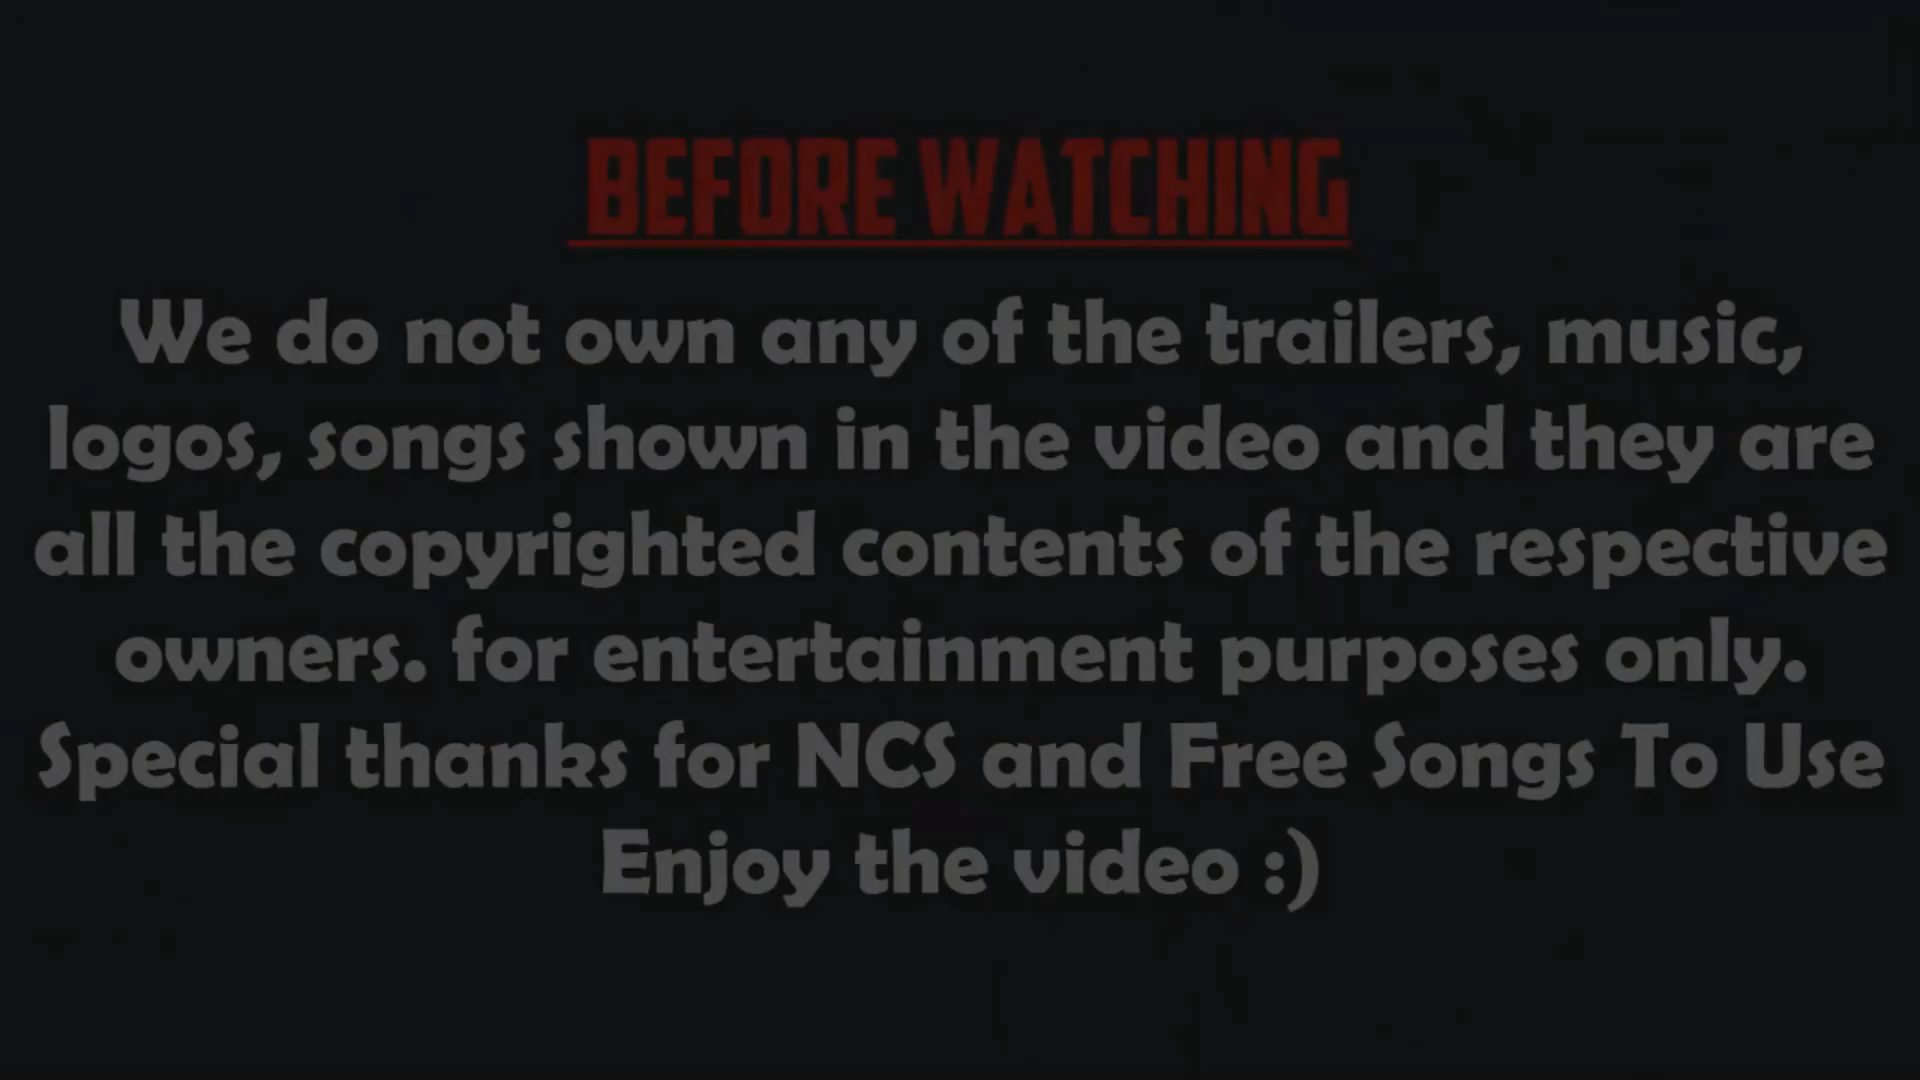 BEFORE WATCHING
We do not own any of the trailers, music,
logos, songs shown in the video and they are
all the copyrighted contents of the respective
owners. for entertainment purposes only.
Special thanks for NCS and Free Songs To Use
Enjoy the video :)